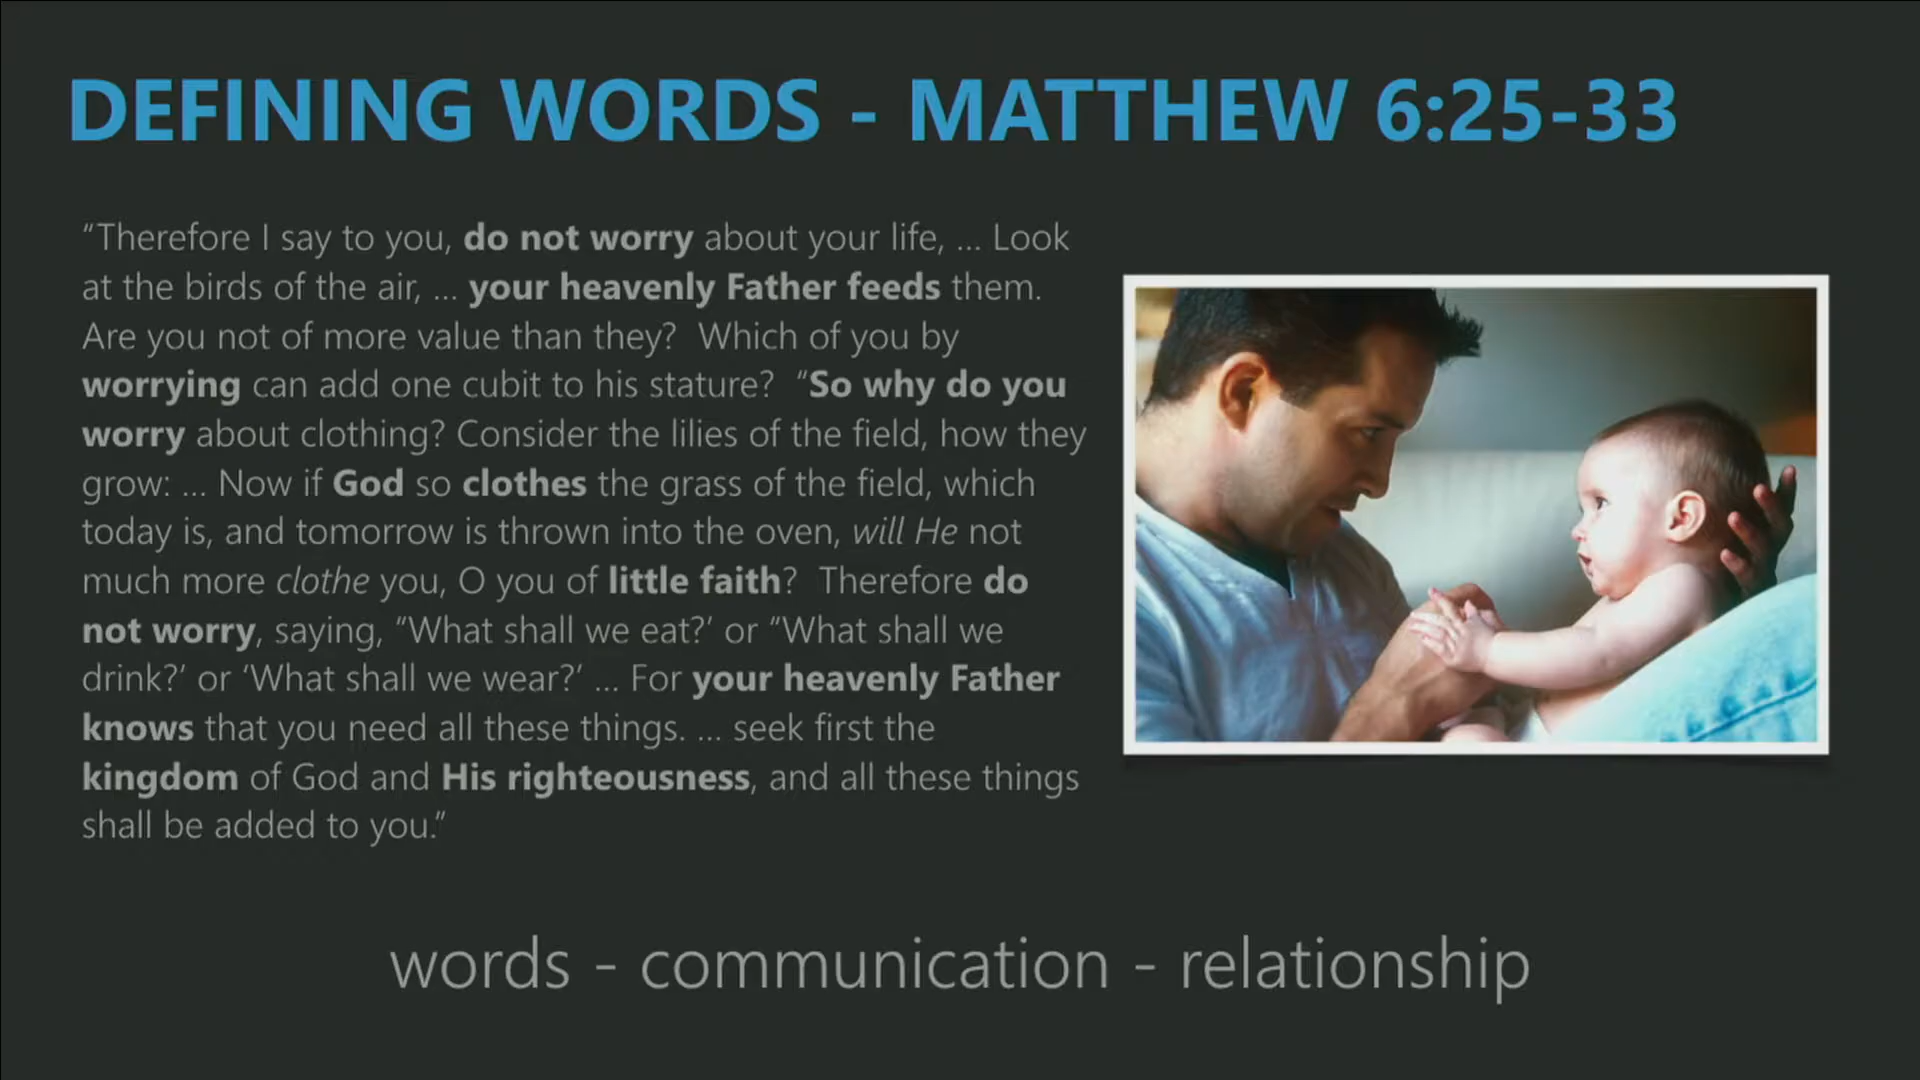 DEFINING WORDS - MATTHEW 6:25-33
“Therefore I say to you, do not worry about your life, ... Look
at the birds of the air, ... your heavenly Father feeds them.
Are you not of more value than they?  Which of you by
worrying can add one cubit to his stature?  “So why do you
worry about clothing? Consider the lilies of the field, how they
grow: ... Now if God so clothes the grass of the field, which
today is, and tomorrow is thrown into the oven, will He not
much more clothe you, O you of little faith?  Therefore do
not worry, saying, “What shall we eat?’ or “What shall we
drink?’ or ‘What shall we wear?’ ... For your heavenly Father
knows that you need all these things. ... seek first the
kingdom of God and His righteousness, and all these things
shall be added to you.”
words - communication - relationship